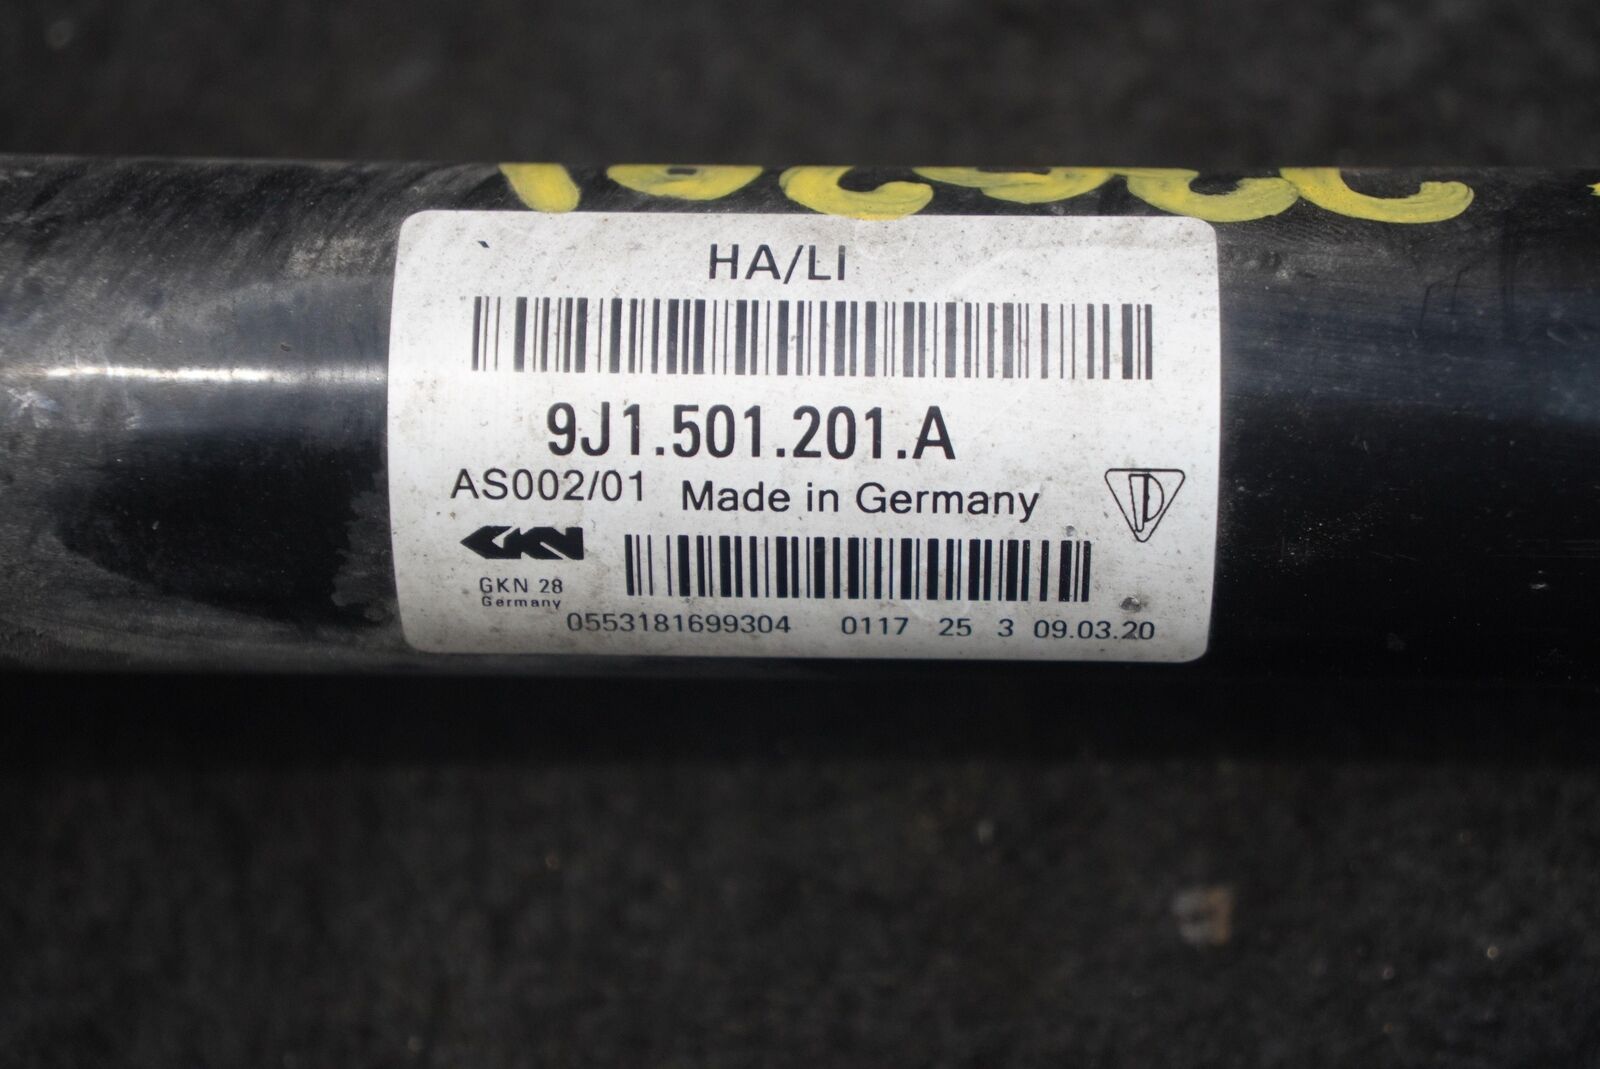 HA/LI
9J1.501.201.A
AS002/01 Made in Germany
GKN
GKN 28
Germany
0553181699304 0117 25 3 09.03.20